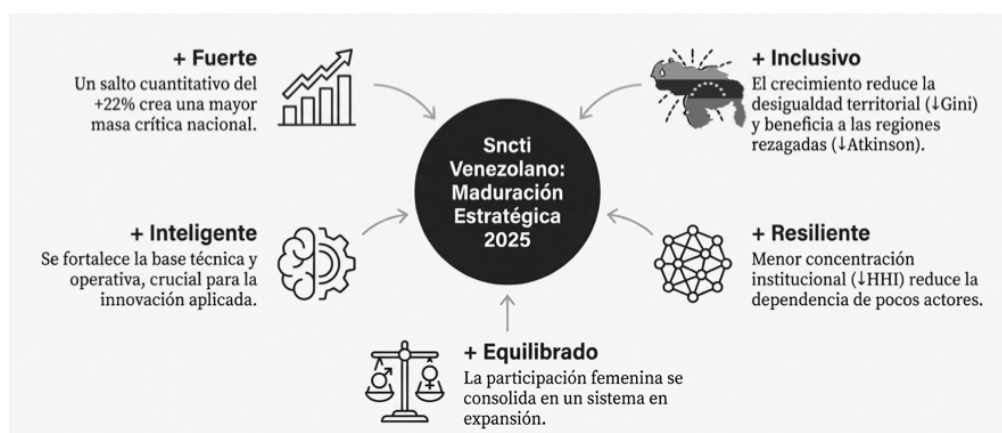 + Fuerte
Un salto cuantitativo del
+22% crea una mayor
masa crítica nacional.
+ Inclusivo
El crecimiento reduce la
desigualdad territorial (↓Gini)
y beneficia a las regiones
rezagadas (↓Atkinson).
Sncti
Venezolano:
Maduración
Estratégica
2025
+ Inteligente
Se fortalece la base técnica y
operativa, crucial para la
innovación aplicada.
+ Resiliente
Menor concentración
institucional (↓HHI) reduce la
dependencia de pocos actores.
+ Equilibrado
La participación femenina se
consolida en un sistema en
expansión.